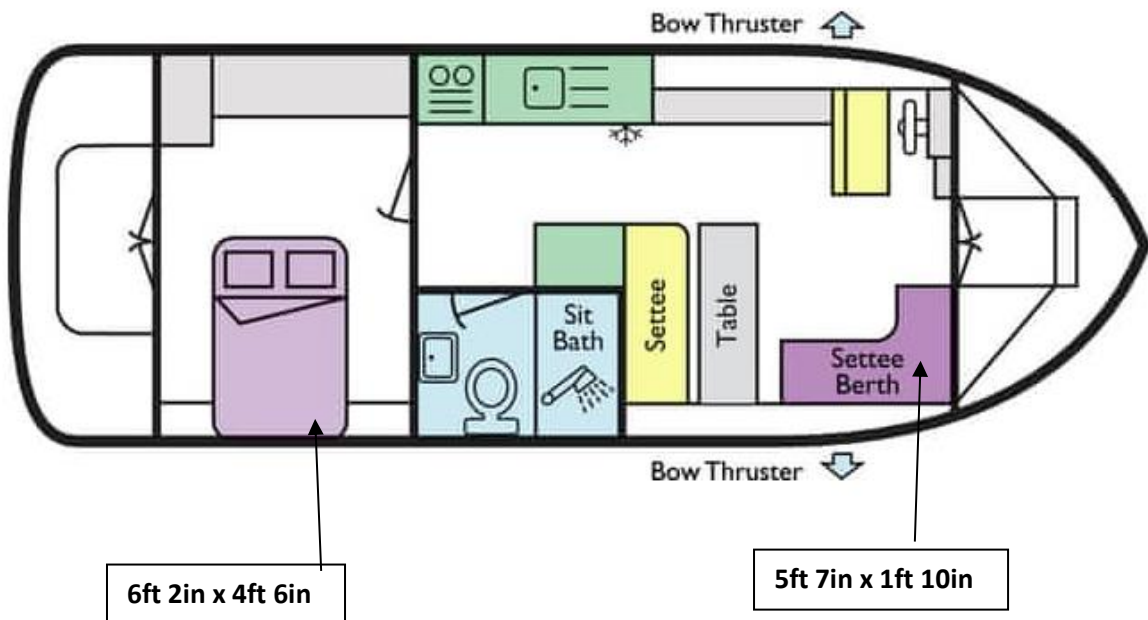 Bow Thruster
Sit
Bath
Settee
Table
Settee
Berth
Bow Thruster
6ft 2in x 4ft 6in
5ft 7in x 1ft 10in